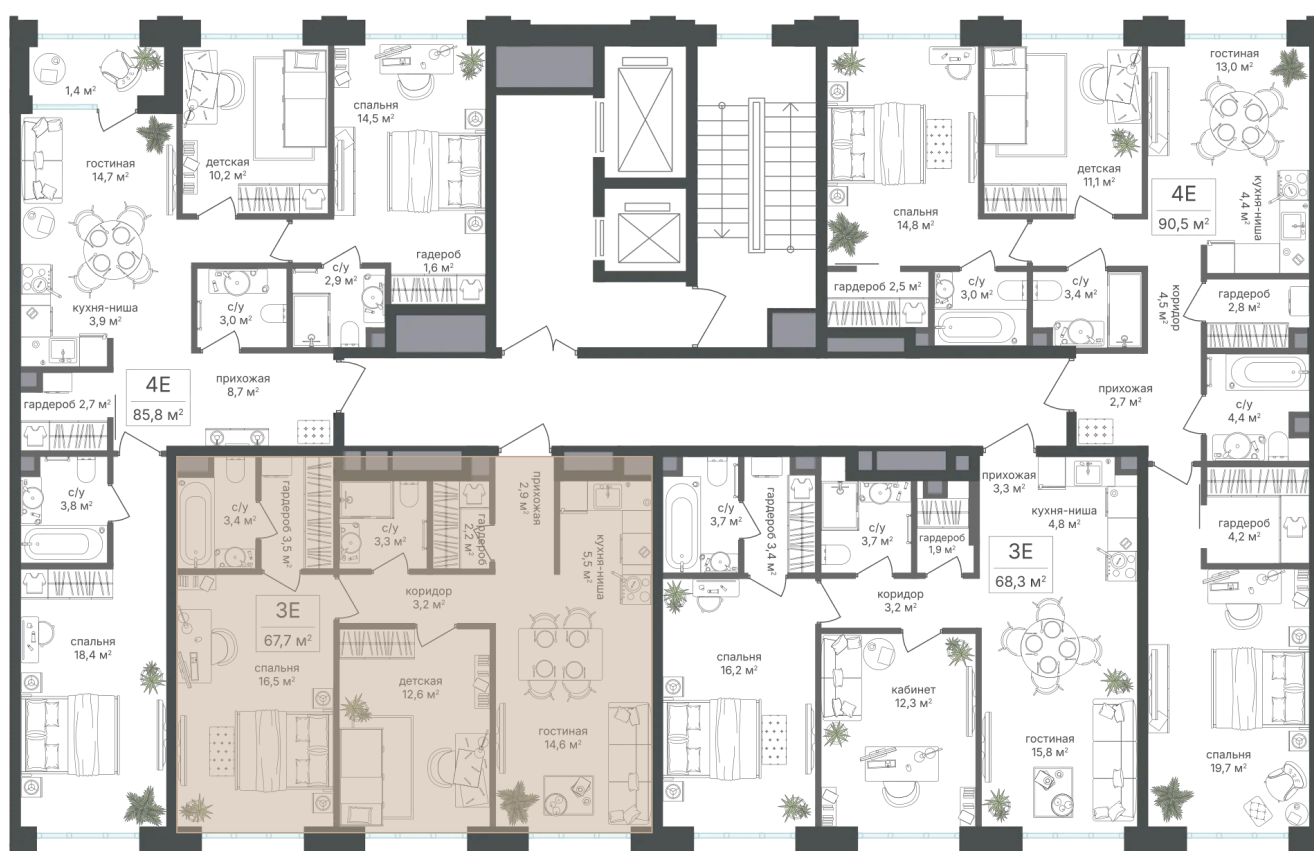 1,4 м²
гостиная
14,7 м²
детская
10,2 м²
спальня
14,5 м²
гадероб
1,6 м²
с/у
2,9 м²
с/у
3,0 м²
кухня-ниша
3,9 м²
гардероб 2,7 м²
4Е
85,8 м²
прихожая
8,7 м²
с/у
3,8 м²
спальня
18,4 м²
спальня
14,8 м²
детская
11,1 м²
гостиная
13,0 м²
4Е
90,5 м²
кухня-ниша
4,4 м²
гардероб 2,5 м²
с/у
3,0 м²
с/у
3,4 м²
коридор
4,5 м²
гардероб
2,8 м²
прихожая
2,7 м²
с/у
4,4 м²
гардероб
4,2 м²
спальня
19,7 м²
с/у
3,4 м²
гардероб 3,5 м²
с/у
3,3 м²
гардероб
2,2 м²
прихожая
2,9 м²
кухня-ниша
5,5 м²
коридор
3,2 м²
3Е
67,7 м²
спальня
16,5 м²
детская
12,6 м²
гостиная
14,6 м²
с/у
3,7 м²
гардероб 3,4 м²
с/у
3,7 м²
гардероб
1,9 м²
прихожая
3,3 м²
кухня-ниша
4,8 м²
3Е
68,3 м²
коридор
3,2 м²
спальня
16,2 м²
кабинет
12,3 м²
гостиная
15,8 м²